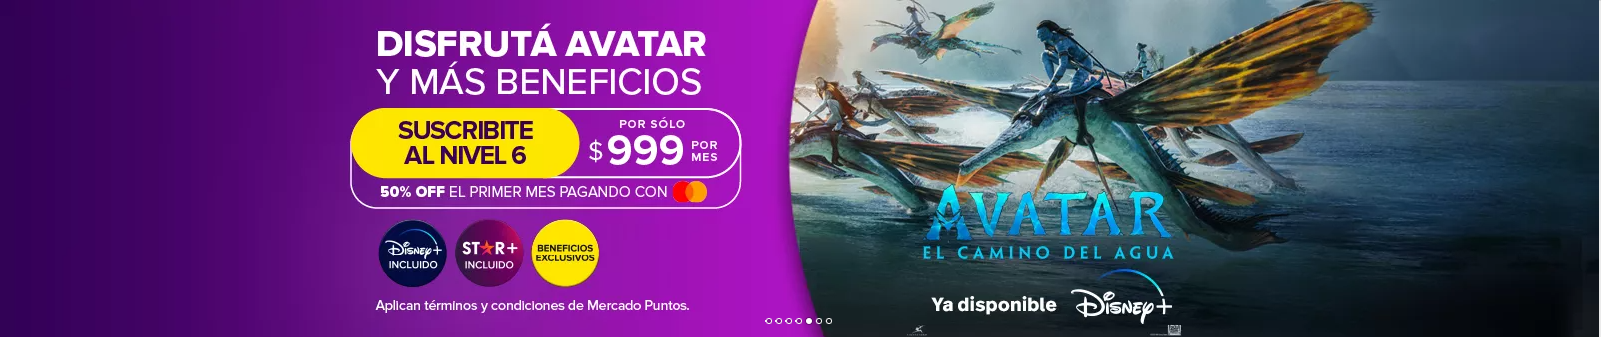 DISFRUTÁ AVATAR
Y MÁS BENEFICIOS
SUSCRIBITE
AL NIVEL 6
POR SÓLO
$ 999 POR MES
50% OFF EL PRIMER MES PAGANDO CON
Disney+
INCLUIDO
STAR+
INCLUIDO
BENEFICIOS
EXCLUSIVOS
Aplican términos y condiciones de Mercado Puntos.
AVATAR
EL CAMINO DEL AGUA
Ya disponible Disney+